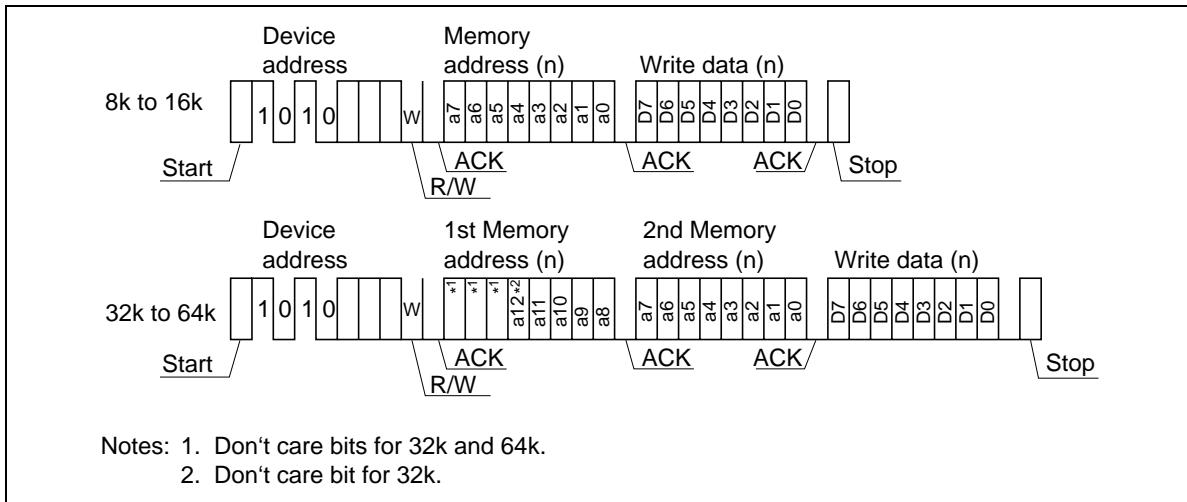 Device address
Memory address (n)
Write data (n)
8k to 16k
1 0 1 0 W a7 a6 a5 a4 a3 a2 a1 a0 D7 D6 D5 D4 D3 D2 D1 D0
Start
R/W
ACK
ACK
ACK
Stop
Device address
1st Memory address (n)
2nd Memory address (n)
Write data (n)
32k to 64k
1 0 1 0 W *1 *1 *1 a12*2 a11 a10 a9 a8 a7 a6 a5 a4 a3 a2 a1 a0 D7 D6 D5 D4 D3 D2 D1 D0
Start
R/W
ACK
ACK
ACK
Stop
Notes: 1. Don't care bits for 32k and 64k.
2. Don't care bit for 32k.